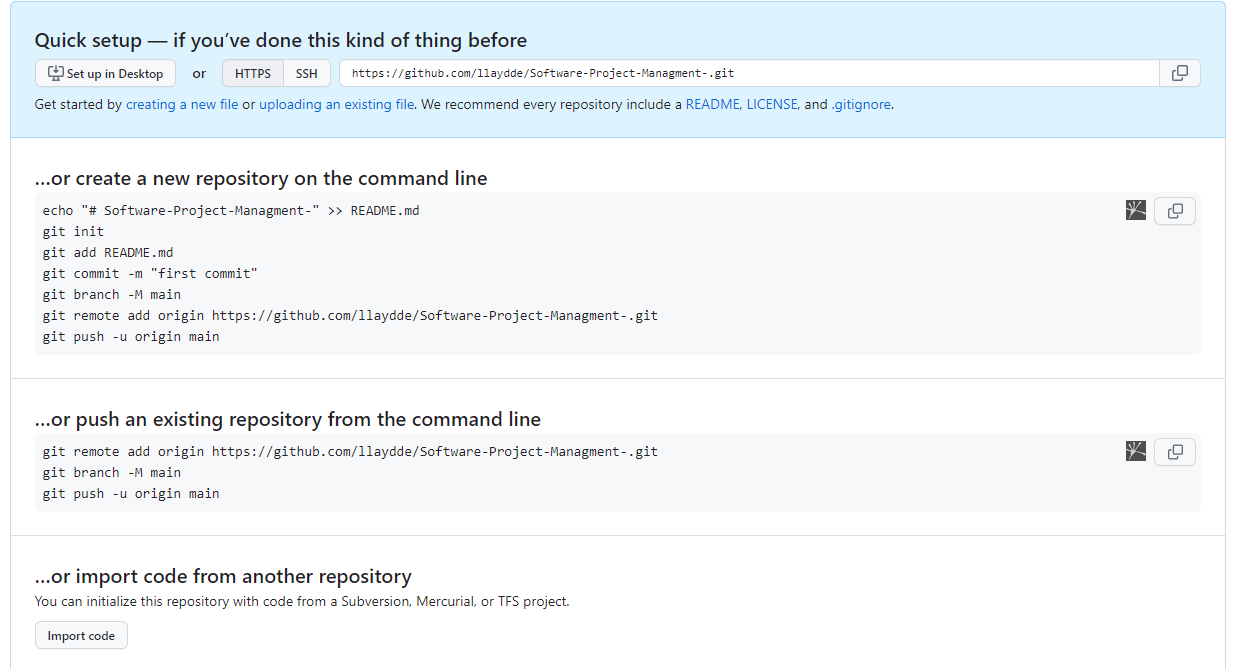 Quick setup — if you’ve done this kind of thing before
Set up in Desktop or HTTPS SSH https://github.com/llaydde/Software-Project-Managment-.git
Get started by creating a new file or uploading an existing file. We recommend every repository include a README, LICENSE, and .gitignore.
…or create a new repository on the command line
echo "# Software-Project-Managment-" >> README.md
git init
git add README.md
git commit -m "first commit"
git branch -M main
git remote add origin https://github.com/llaydde/Software-Project-Managment-.git
git push -u origin main
…or push an existing repository from the command line
git remote add origin https://github.com/llaydde/Software-Project-Managment-.git
git branch -M main
git push -u origin main
…or import code from another repository
You can initialize this repository with code from a Subversion, Mercurial, or TFS project.
Import code